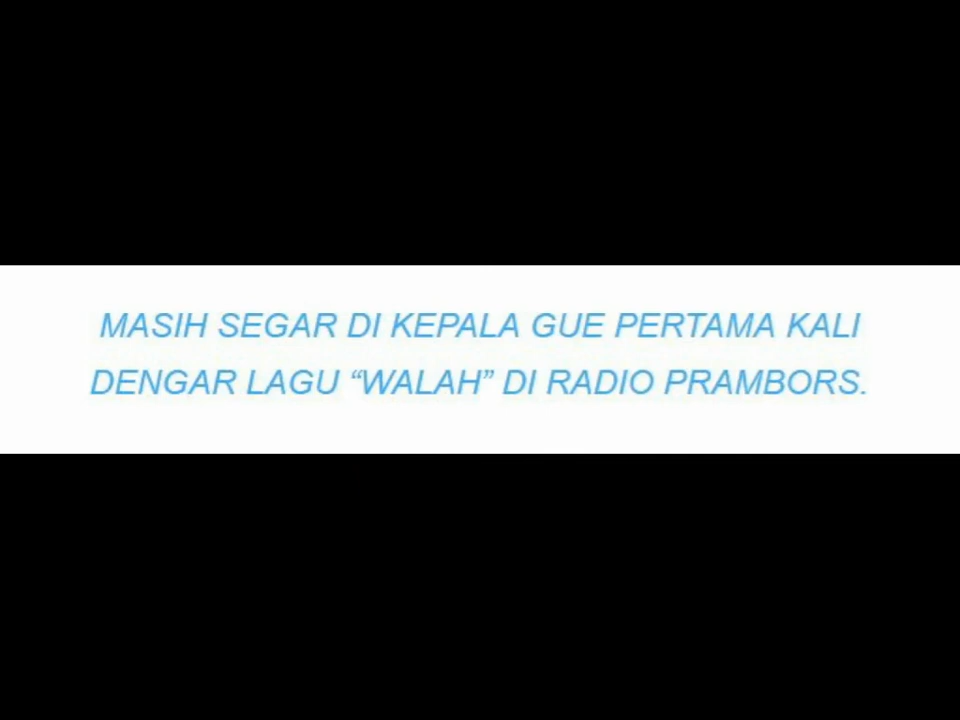 MASIH SEGAR DI KEPALA GUE PERTAMA KALI
DENGAR LAGU “WALAH” DI RADIO PRAMBORS.